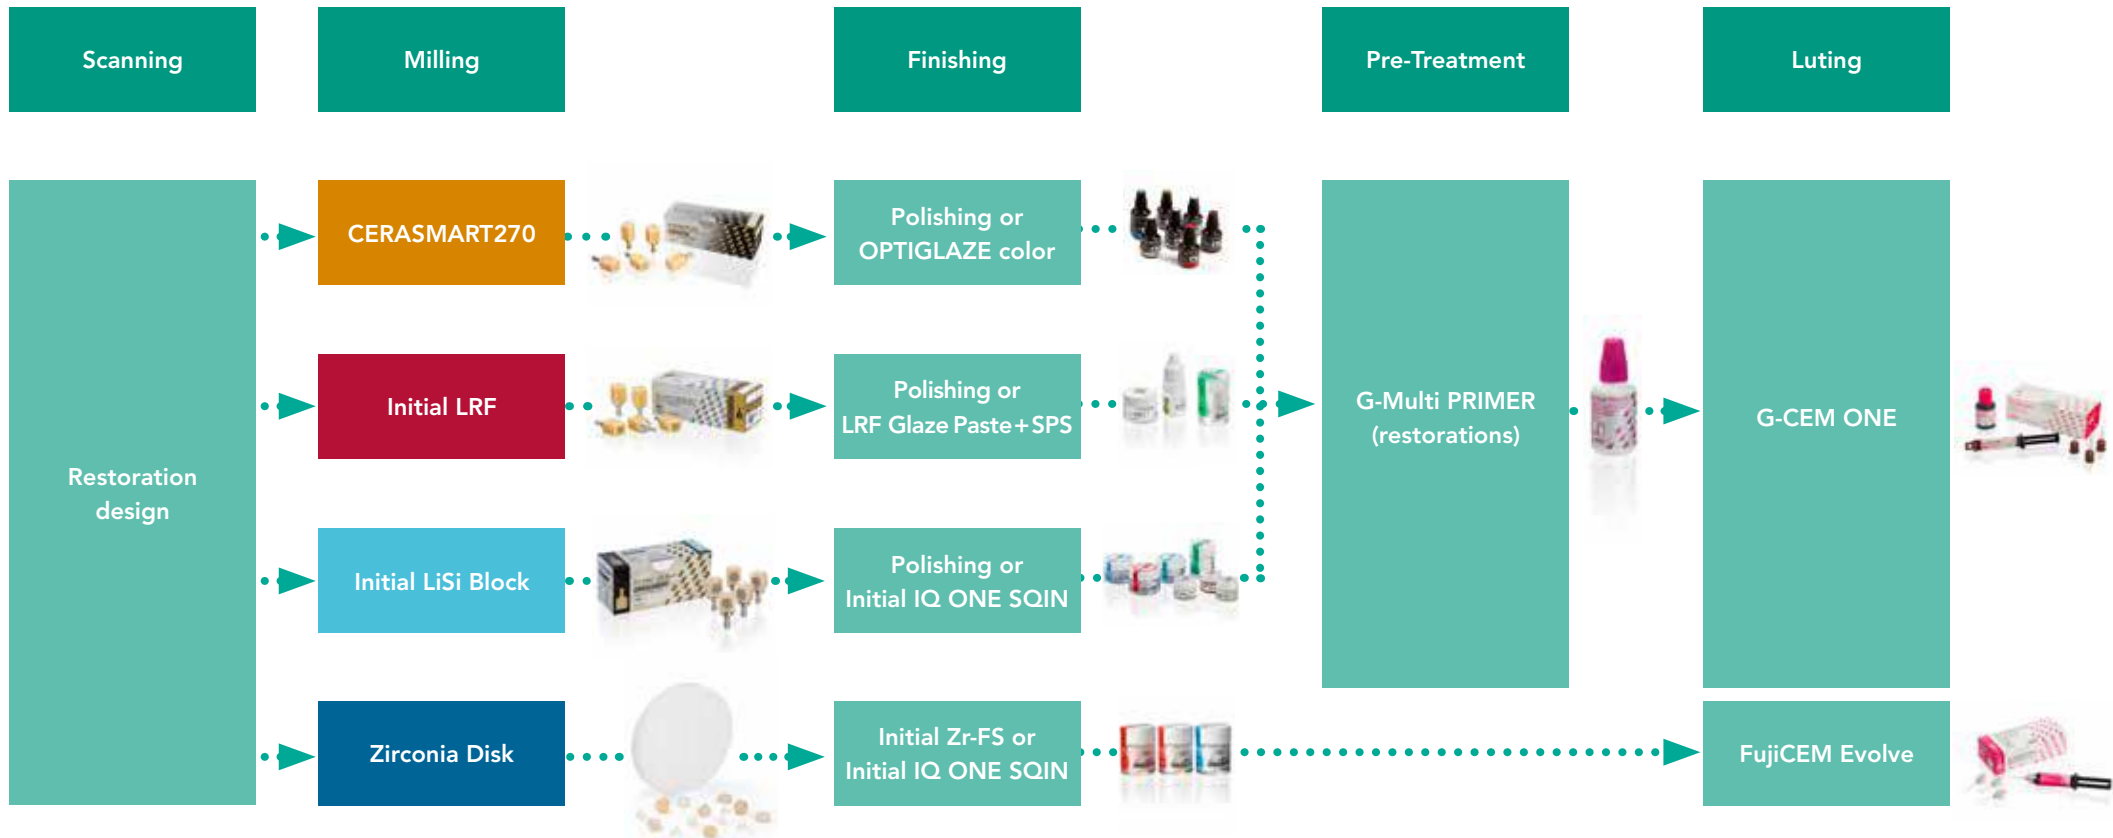 Scanning
Milling
Finishing
Pre-Treatment
Luting
Restoration
design
CERASMART270
Polishing or
OPTIGLAZE color
Initial LRF
Polishing or
LRF Glaze Paste+SPS
Initial LiSi Block
Polishing or
Initial IQ ONE SQIN
Zirconia Disk
Initial Zr-FS or
Initial IQ ONE SQIN
G-Multi PRIMER
(restorations)
G-CEM ONE
FujiCEM Evolve